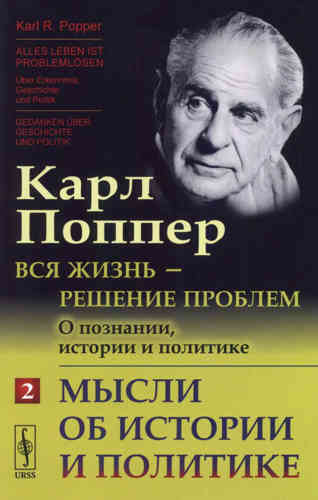 Karl R. Popper
ALLES LEBEN IST
PROBLEMLÖSEN
Über Erkenntnis,
Geschichte
und Politik
GEDANKEN ÜBER
GESCHICHTE
UND POLITIK
Карл
Поппер
ВСЯ ЖИЗНЬ –
РЕШЕНИЕ ПРОБЛЕМ
О познании,
истории и политике
2
МЫСЛИ
ОБ ИСТОРИИ
И ПОЛИТИКЕ
URSS